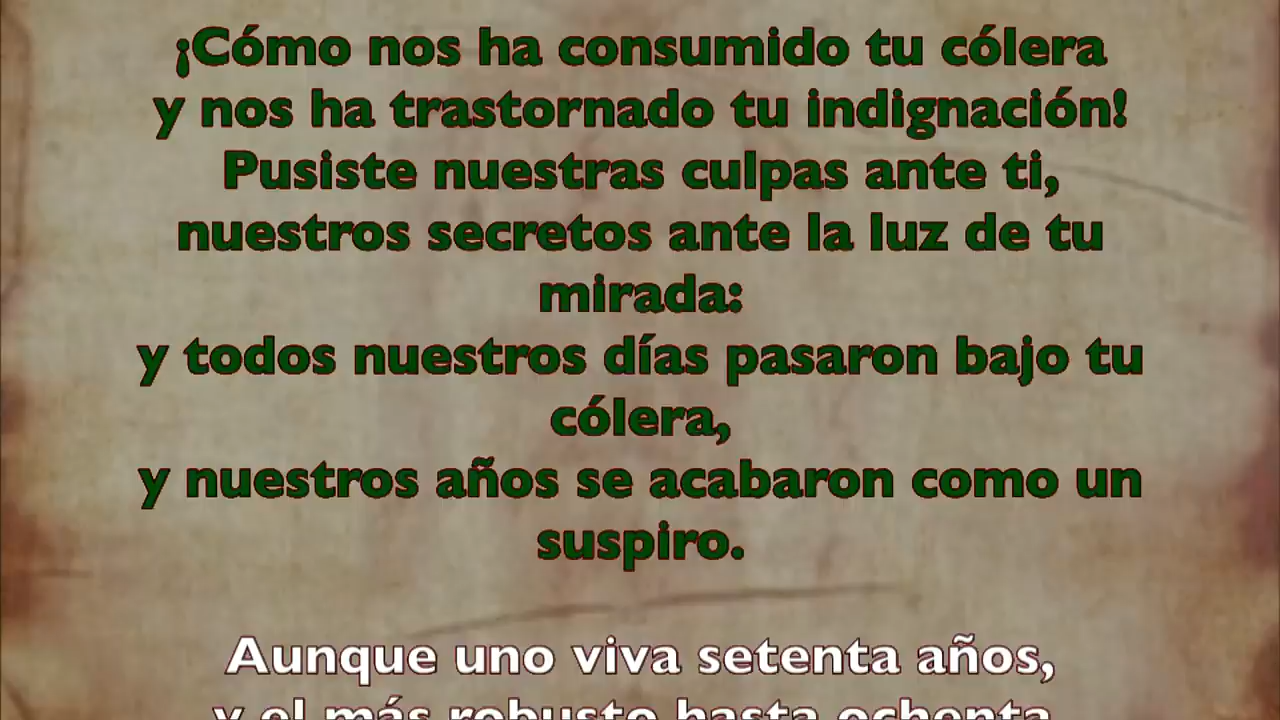 ¡Cómo nos ha consumido tu cólera
y nos ha trastornado tu indignación!
Pusiste nuestras culpas ante ti,
nuestros secretos ante la luz de tu
mirada:
y todos nuestros días pasaron bajo tu
cólera,
y nuestros años se acabaron como un
suspiro.
Aunque uno viva setenta años,
y el más robusto hasta ochenta